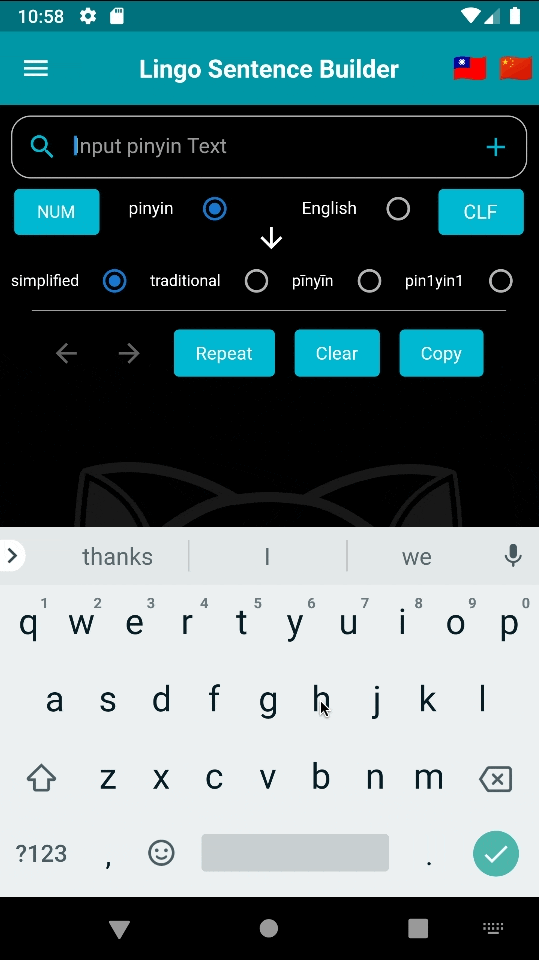 10:58
Lingo Sentence Builder 🇹🇼 🇨🇳
Input pinyin Text +
NUM pinyin English CLF
simplified traditional pīnyīn pin1yin1
Repeat Clear Copy
thanks I we
1 2 3 4 5 6 7 8 9 0
q w e r t y u i o p
a s d f g h j k l
z x c v b n m
?123 , .